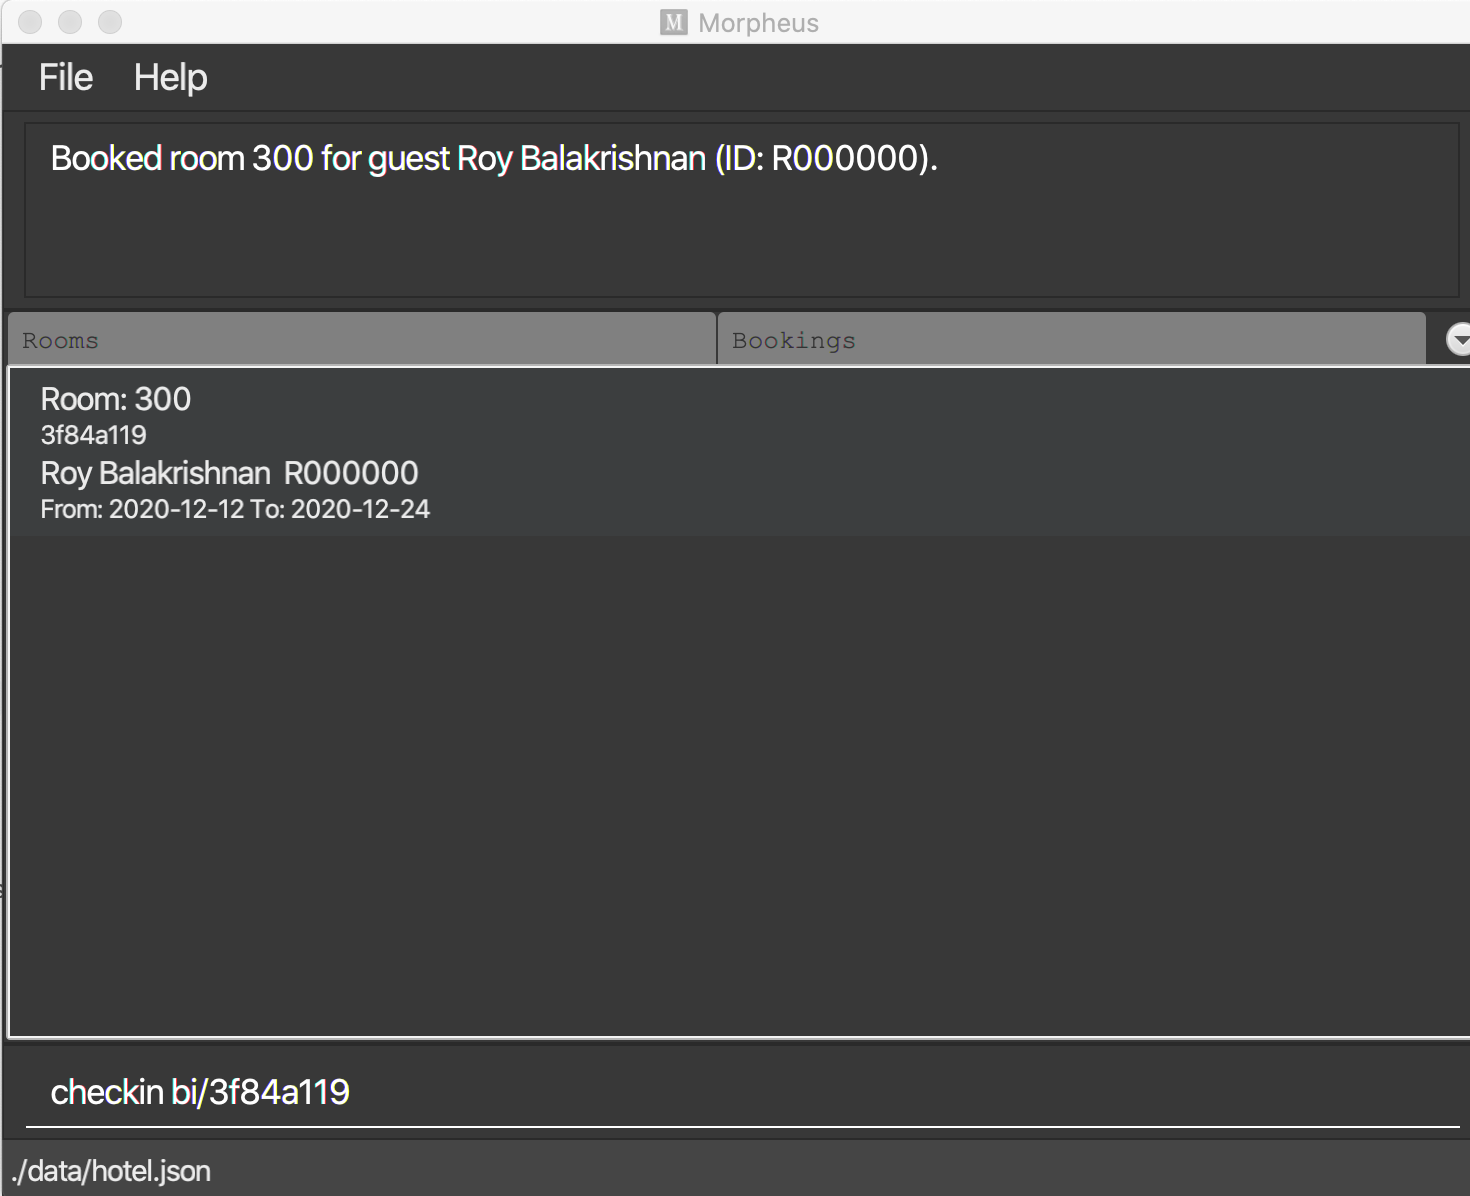 M Morpheus
File Help
Booked room 300 for guest Roy Balakrishnan (ID: R000000).
Rooms Bookings
Room: 300
3f84a119
Roy Balakrishnan R000000
From: 2020-12-12 To: 2020-12-24
checkin bi/3f84a119
./data/hotel.json